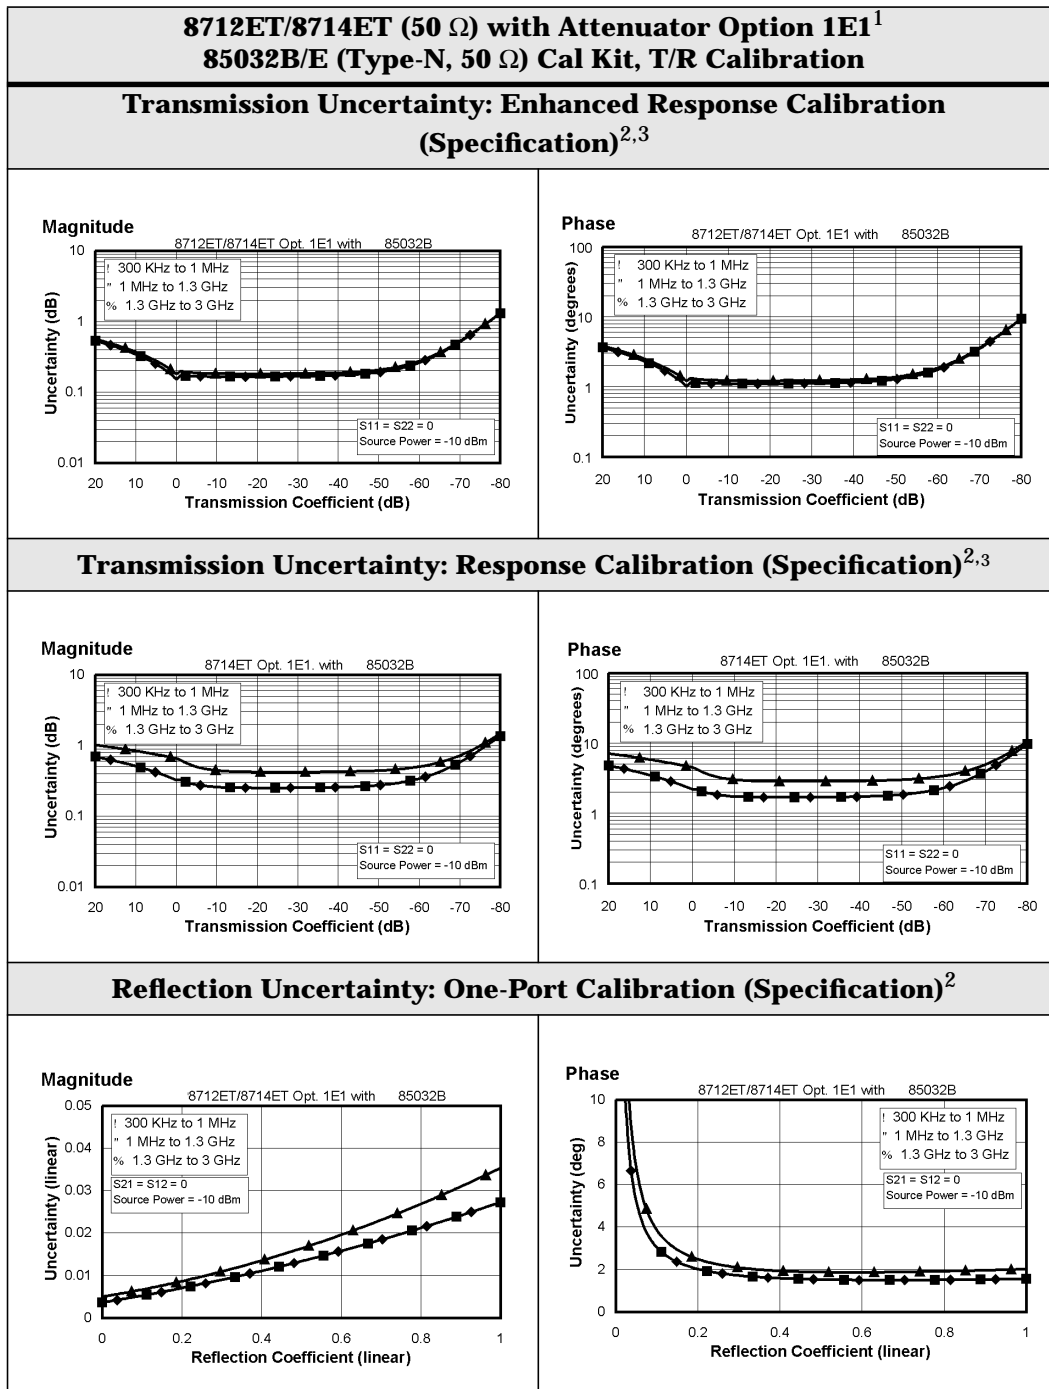 8712ET/8714ET (50 Ω) with Attenuator Option 1E1¹
85032B/E (Type-N, 50 Ω) Cal Kit, T/R Calibration
Transmission Uncertainty: Enhanced Response Calibration
(Specification)²,³
Magnitude
8712ET/8714ET Opt. 1E1 with 85032B
10
1
0.1
0.01
Uncertainty (dB)
! 300 KHz to 1 MHz
" 1 MHz to 1.3 GHz
% 1.3 GHz to 3 GHz
S11 = S22 = 0
Source Power = -10 dBm
20 10 0 -10 -20 -30 -40 -50 -60 -70 -80
Transmission Coefficient (dB)
Phase
8712ET/8714ET Opt. 1E1 with 85032B
100
10
1
0.1
Uncertainty (degrees)
! 300 KHz to 1 MHz
" 1 MHz to 1.3 GHz
% 1.3 GHz to 3 GHz
S11 = S22 = 0
Source Power = -10 dBm
20 10 0 -10 -20 -30 -40 -50 -60 -70 -80
Transmission Coefficient (dB)
Transmission Uncertainty: Response Calibration (Specification)²,³
Magnitude
8714ET Opt. 1E1. with 85032B
10
1
0.1
0.01
Uncertainty (dB)
! 300 KHz to 1 MHz
" 1 MHz to 1.3 GHz
% 1.3 GHz to 3 GHz
S11 = S22 = 0
Source Power = -10 dBm
20 10 0 -10 -20 -30 -40 -50 -60 -70 -80
Transmission Coefficient (dB)
Phase
8714ET Opt. 1E1. with 85032B
100
10
1
0.1
Uncertainty (degrees)
! 300 KHz to 1 MHz
" 1 MHz to 1.3 GHz
% 1.3 GHz to 3 GHz
S11 = S22 = 0
Source Power = -10 dBm
20 10 0 -10 -20 -30 -40 -50 -60 -70 -80
Transmission Coefficient (dB)
Reflection Uncertainty: One-Port Calibration (Specification)²
Magnitude
8712ET/8714ET Opt. 1E1 with 85032B
0.05
0.04
0.03
0.02
0.01
0
Uncertainty (linear)
! 300 KHz to 1 MHz
" 1 MHz to 1.3 GHz
% 1.3 GHz to 3 GHz
S21 = S12 = 0
Source Power = -10 dBm
0 0.2 0.4 0.6 0.8 1
Reflection Coefficient (linear)
Phase
8712ET/8714ET Opt. 1E1 with 85032B
10
8
6
4
2
0
Uncertainty (deg)
! 300 KHz to 1 MHz
" 1 MHz to 1.3 GHz
% 1.3 GHz to 3 GHz
S21 = S12 = 0
Source Power = -10 dBm
0 0.2 0.4 0.6 0.8 1
Reflection Coefficient (linear)